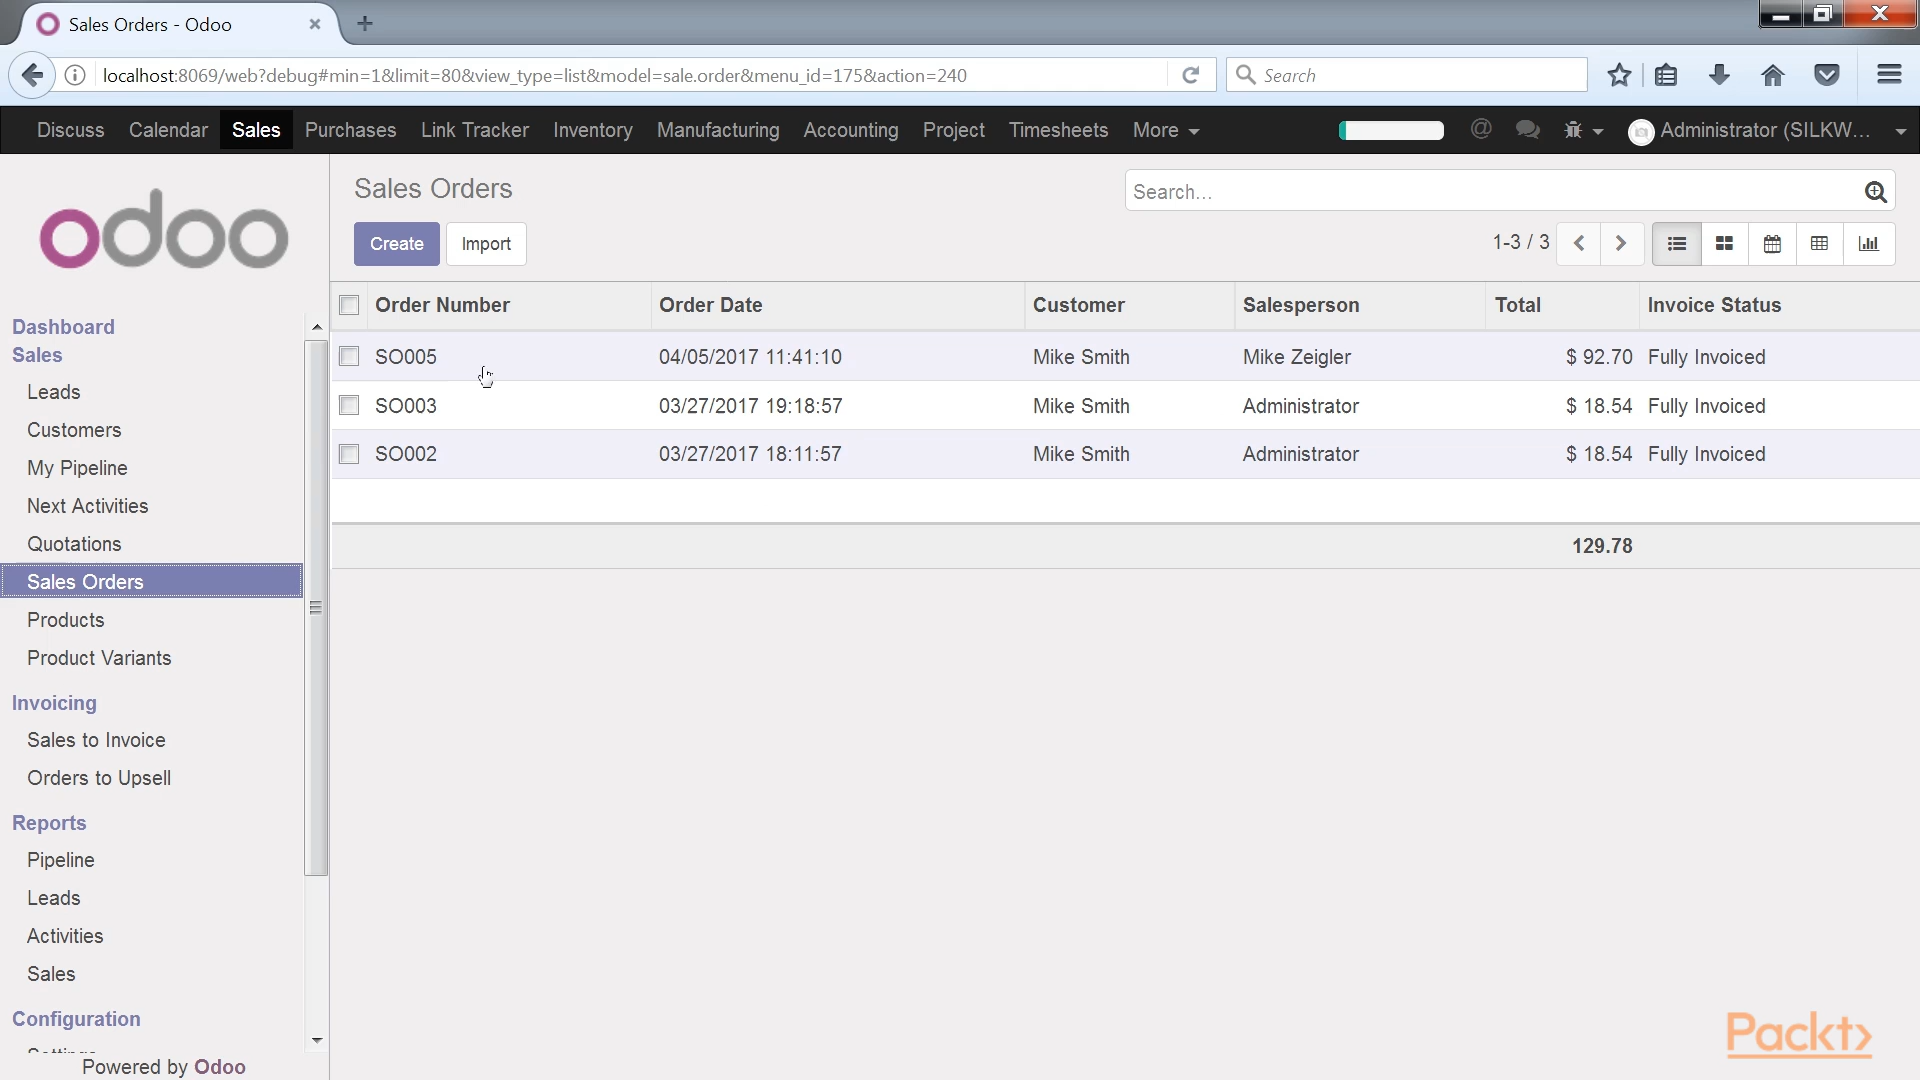 Sales Orders - Odoo
localhost:8069/web?debug#min=1&limit=80&view_type=list&model=sale.order&menu_id=175&action=240
Search
Discuss Calendar Sales Purchases Link Tracker Inventory Manufacturing Accounting Project Timesheets More @ Administrator (SILKW...
odoo
Sales Orders
Search...
Create Import
1-3 / 3
Order Number Order Date Customer Salesperson Total Invoice Status
SO005 04/05/2017 11:41:10 Mike Smith Mike Zeigler $ 92.70 Fully Invoiced
SO003 03/27/2017 19:18:57 Mike Smith Administrator $ 18.54 Fully Invoiced
SO002 03/27/2017 18:11:57 Mike Smith Administrator $ 18.54 Fully Invoiced
129.78
Dashboard
Sales
Leads
Customers
My Pipeline
Next Activities
Quotations
Sales Orders
Products
Product Variants
Invoicing
Sales to Invoice
Orders to Upsell
Reports
Pipeline
Leads
Activities
Sales
Configuration
Powered by Odoo
Packt>